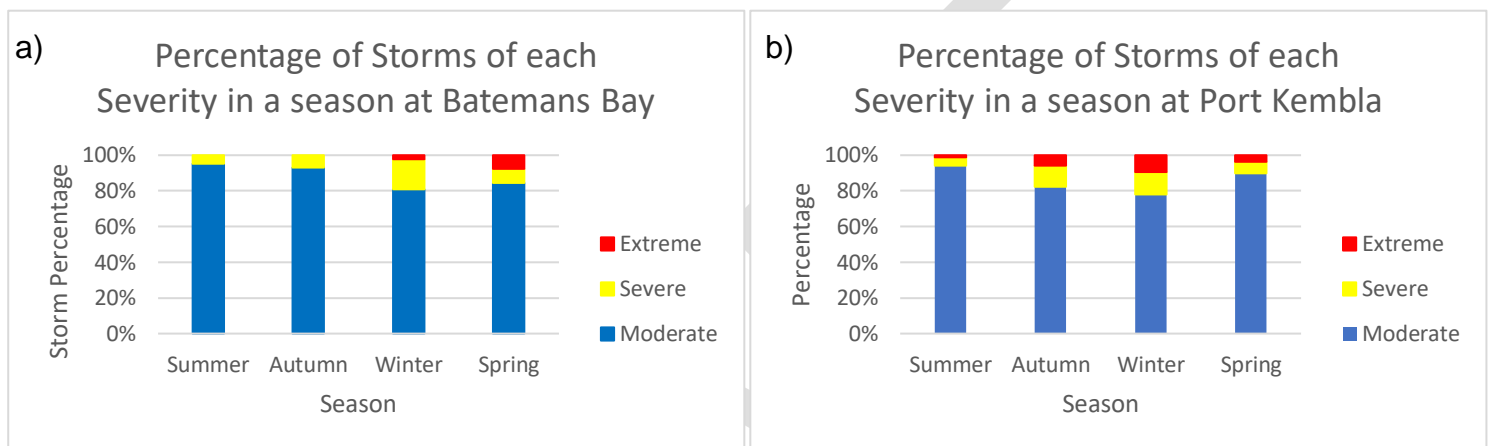 a)
Percentage of Storms of each
Severity in a season at Batemans Bay
Storm Percentage
100%
80%
60%
40%
20%
0%
Summer Autumn Winter Spring
Season
Extreme
Severe
Moderate
b)
Percentage of Storms of each
Severity in a season at Port Kembla
Percentage
100%
80%
60%
40%
20%
0%
Summer Autumn Winter Spring
Season
Extreme
Severe
Moderate